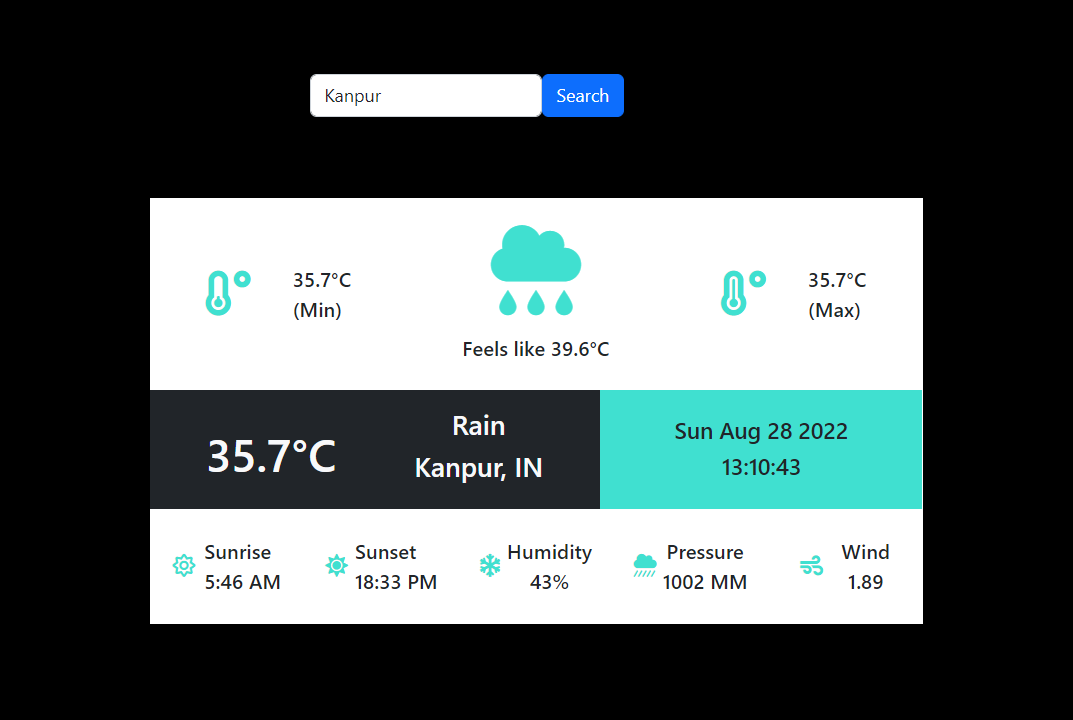 Kanpur
Search
35.7°C
(Min)
Feels like 39.6°C
35.7°C
(Max)
35.7°C
Rain
Kanpur, IN
Sun Aug 28 2022
13:10:43
Sunrise
5:46 AM
Sunset
18:33 PM
Humidity
43%
Pressure
1002 MM
Wind
1.89